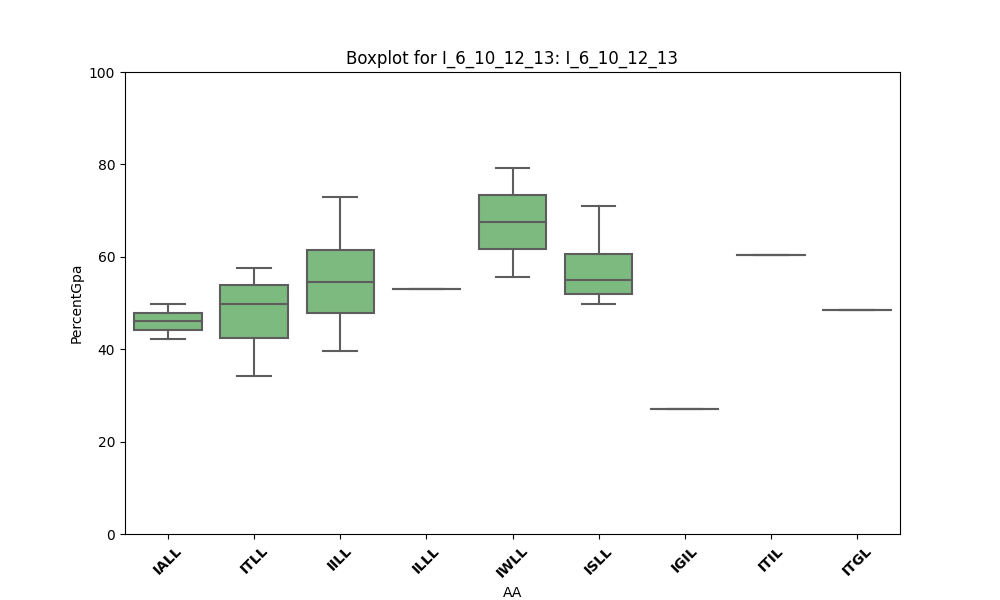 Boxplot for I_6_10_12_13: I_6_10_12_13
PercentGpa
100
80
60
40
20
0
IALL
ITLL
IILL
ILLL
IWLL
ISLL
IGIL
ITIL
ITGL
AA